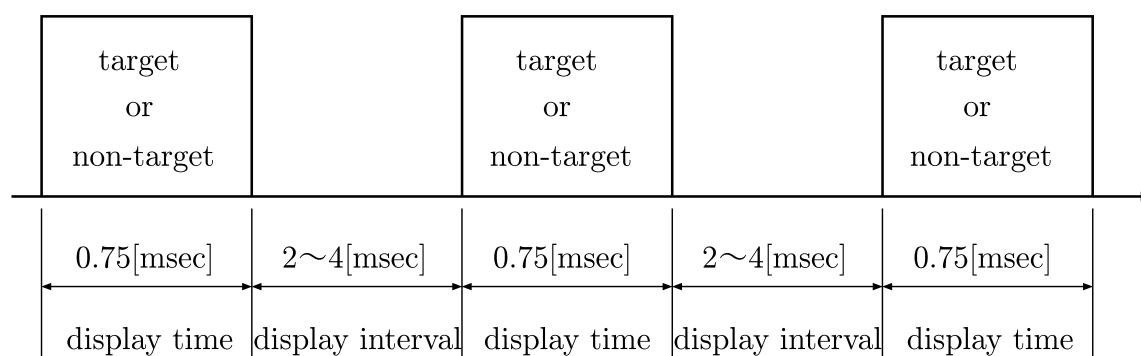 target
or
non-target
target
or
non-target
target
or
non-target
0.75[msec] 2〜4[msec] 0.75[msec] 2〜4[msec] 0.75[msec]
display time display interval display time display interval display time